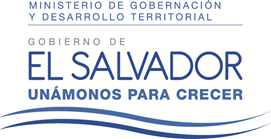 MINISTERIO DE GOBERNACIÓN
Y DESARROLLO TERRITORIAL
GOBIERNO DE
EL SALVADOR
UNÁMONOS PARA CRECER